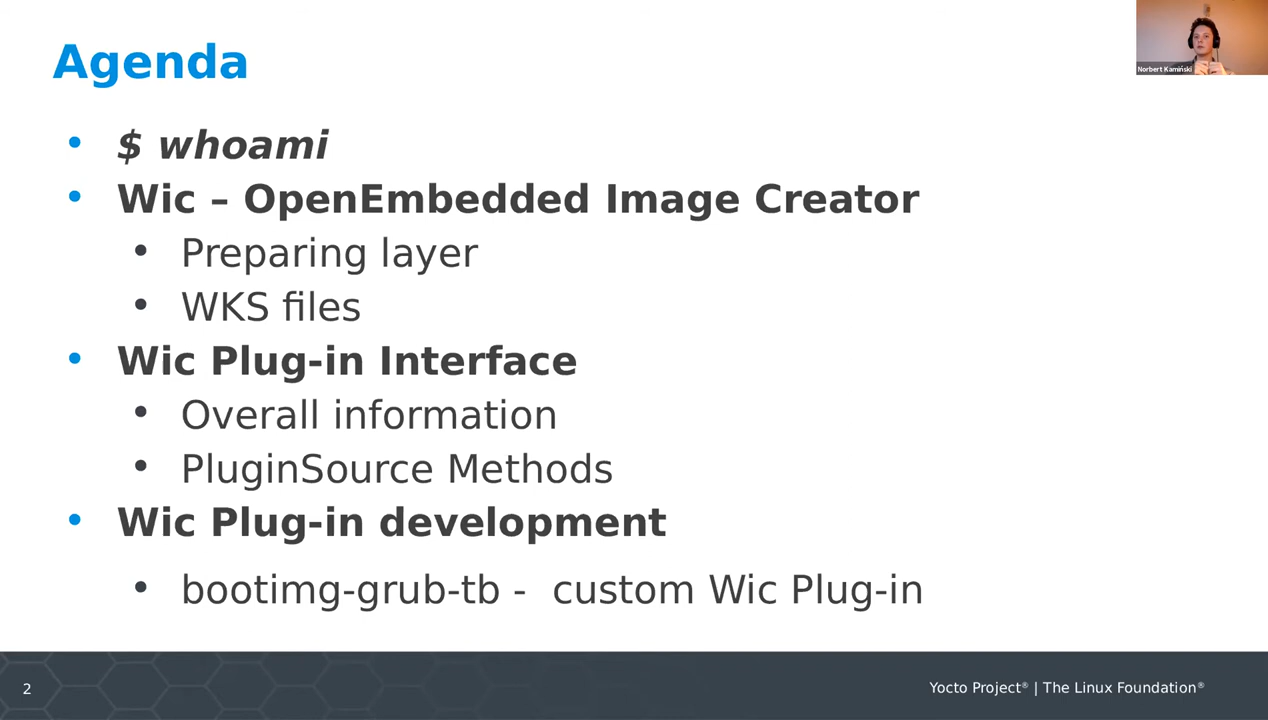 Agenda
Norbert Kamiński
• $ whoami
• Wic – OpenEmbedded Image Creator
• Preparing layer
• WKS files
• Wic Plug-in Interface
• Overall information
• PluginSource Methods
• Wic Plug-in development
• bootimg-grub-tb -  custom Wic Plug-in
2
Yocto Project® | The Linux Foundation®